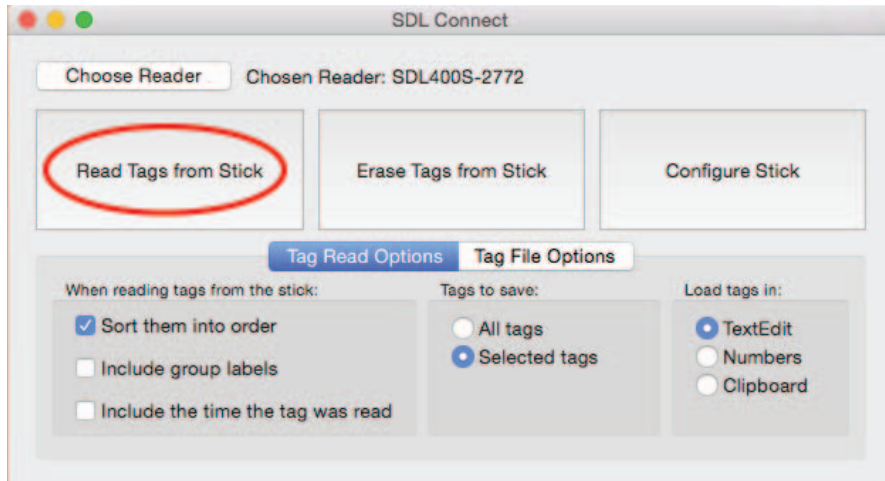 SDL Connect
Choose Reader Chosen Reader: SDL400S-2772
Read Tags from Stick Erase Tags from Stick Configure Stick
Tag Read Options Tag File Options
When reading tags from the stick: Tags to save: Load tags in:
Sort them into order All tags TextEdit
Include group labels Selected tags Numbers
Include the time the tag was read Clipboard